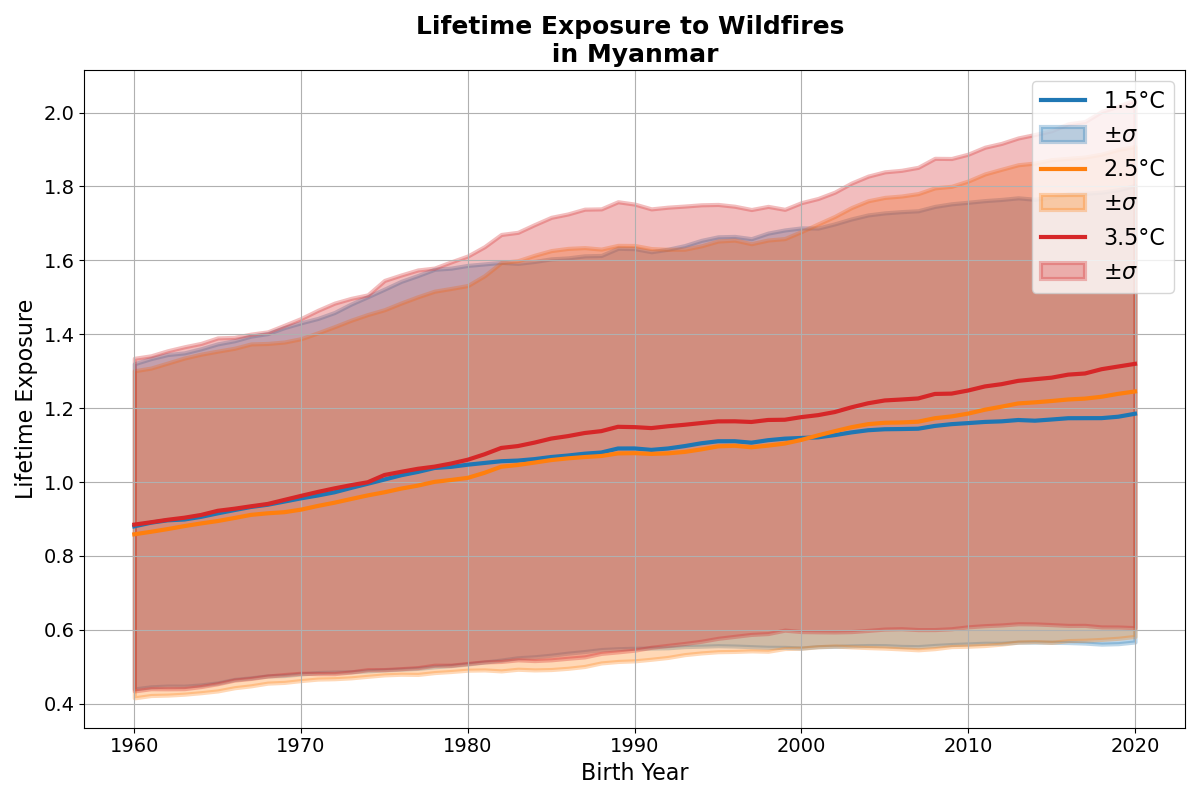 Lifetime Exposure to Wildfires
in Myanmar
Lifetime Exposure
2.0
1.8
1.6
1.4
1.2
1.0
0.8
0.6
0.4
1960
1970
1980
1990
2000
2010
2020
Birth Year
1.5°C
±σ
2.5°C
±σ
3.5°C
±σ